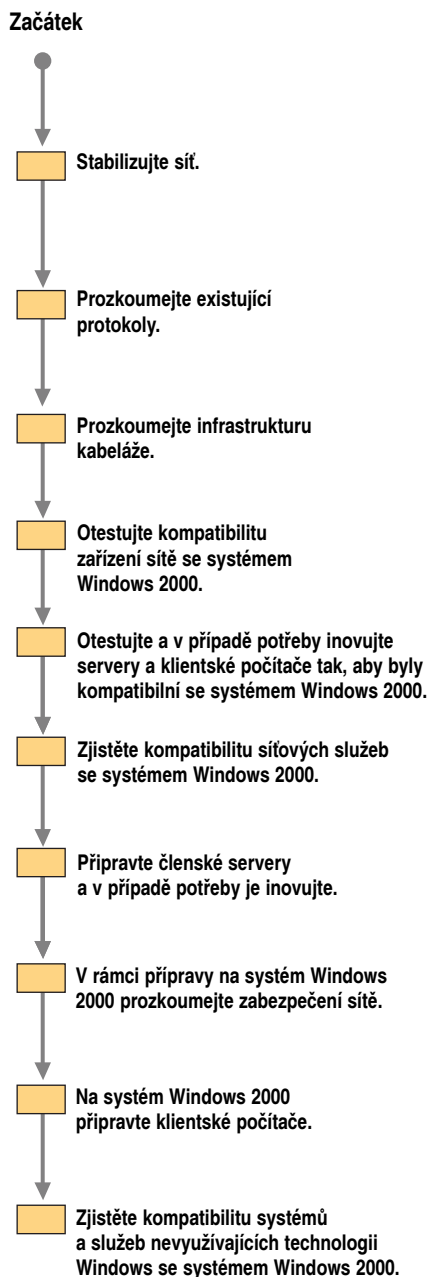 Začátek
Stabilizujte síť.
Prozkoumejte existující
protokoly.
Prozkoumejte infrastrukturu
kabeláže.
Otestujte kompatibilitu
zařízení sítě se systémem
Windows 2000.
Otestujte a v případě potřeby inovujte
servery a klientské počítače tak, aby byly
kompatibilní se systémem Windows 2000.
Zjistěte kompatibilitu síťových služeb
se systémem Windows 2000.
Připravte členské servery
a v případě potřeby je inovujte.
V rámci přípravy na systém Windows
2000 prozkoumejte zabezpečení sítě.
Na systém Windows 2000
připravte klientské počítače.
Zjistěte kompatibilitu systémů
a služeb nevyužívajících technologii
Windows se systémem Windows 2000.